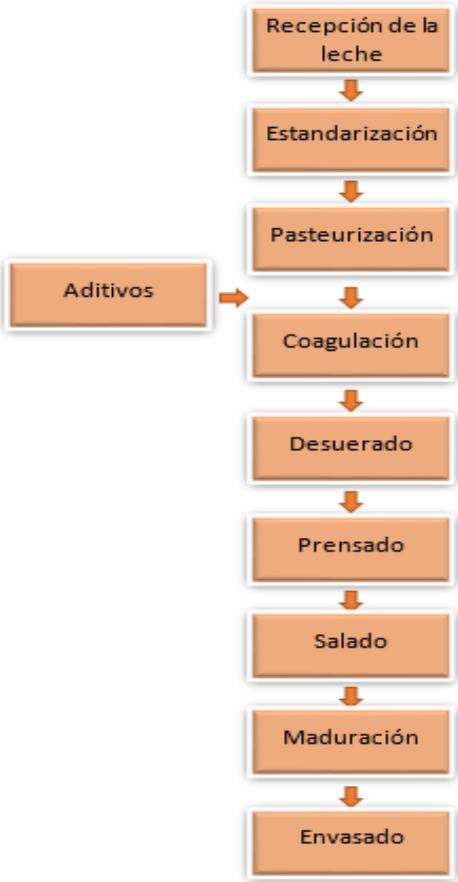 Recepción de la
leche
Estandarización
Pasteurización
Aditivos
Coagulación
Desuerado
Prensado
Salado
Maduración
Envasado